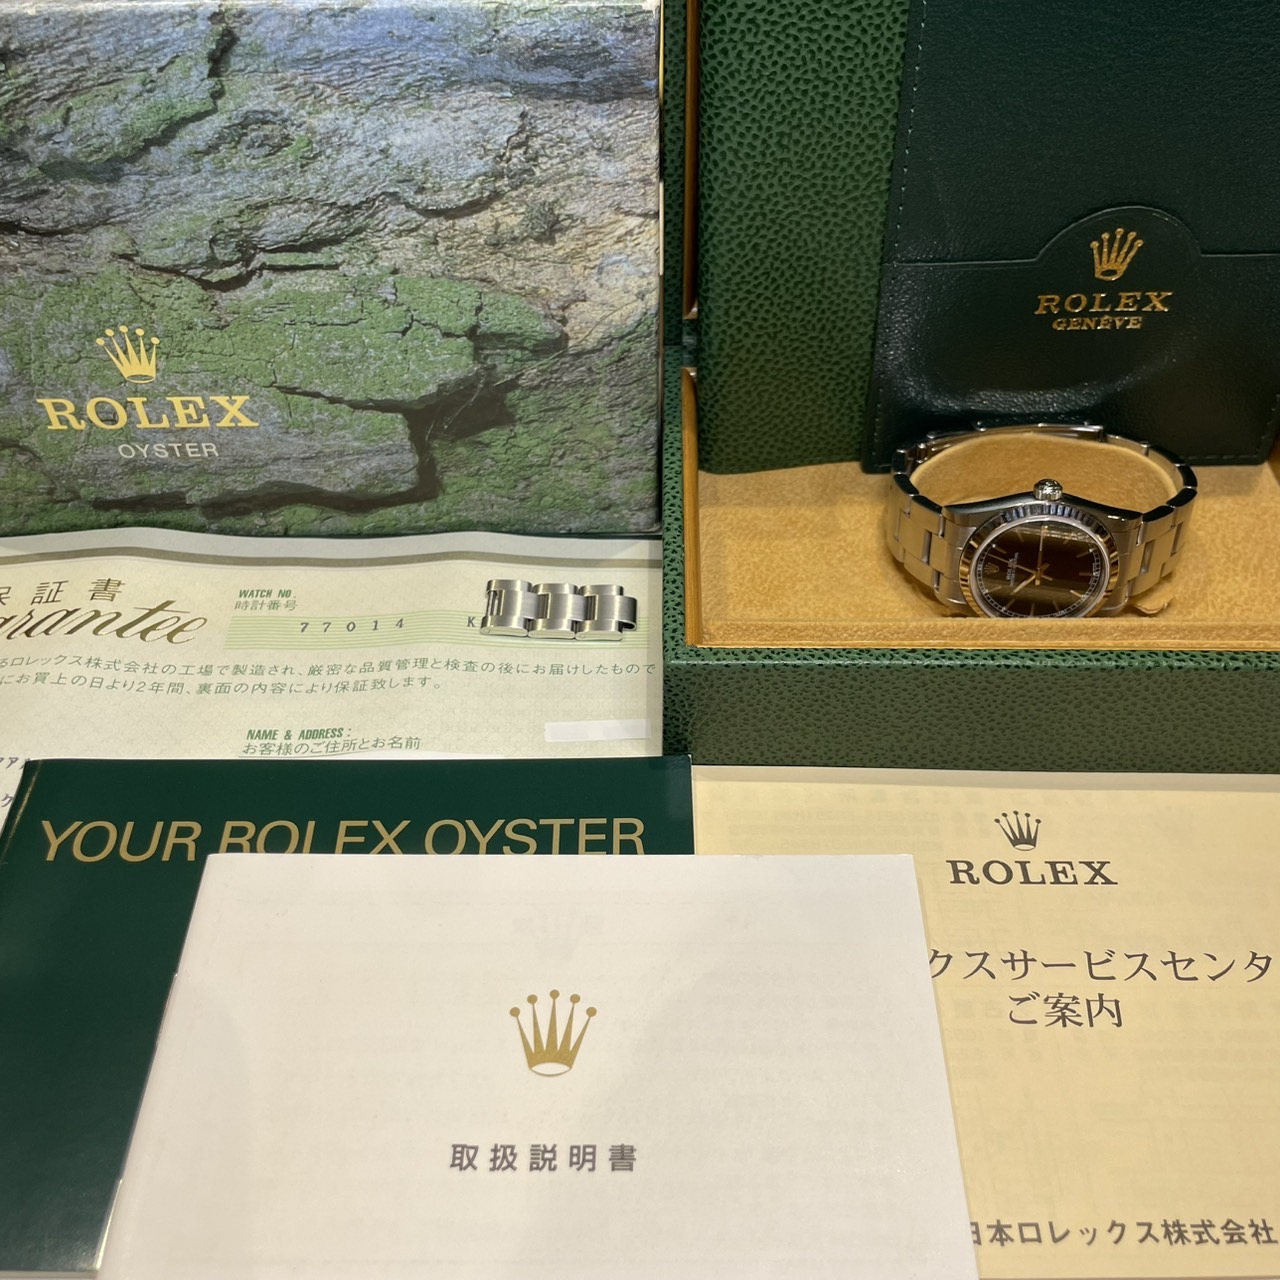 ROLEX
OYSTER
ROLEX
GENÈVE
保証書
WATCH NO.
時計番号
77014 K
るロレックス株式会社の工場で製造され、厳密な品質管理と検査の後にお届けしたもので
にお買上の日より2年間、裏面の内容により保証致します。
NAME & ADDRESS:
お客様のご住所とお名前
YOUR ROLEX OYSTER
取扱説明書
ROLEX
クスサービスセンタ
ご案内
日本ロレックス株式会社